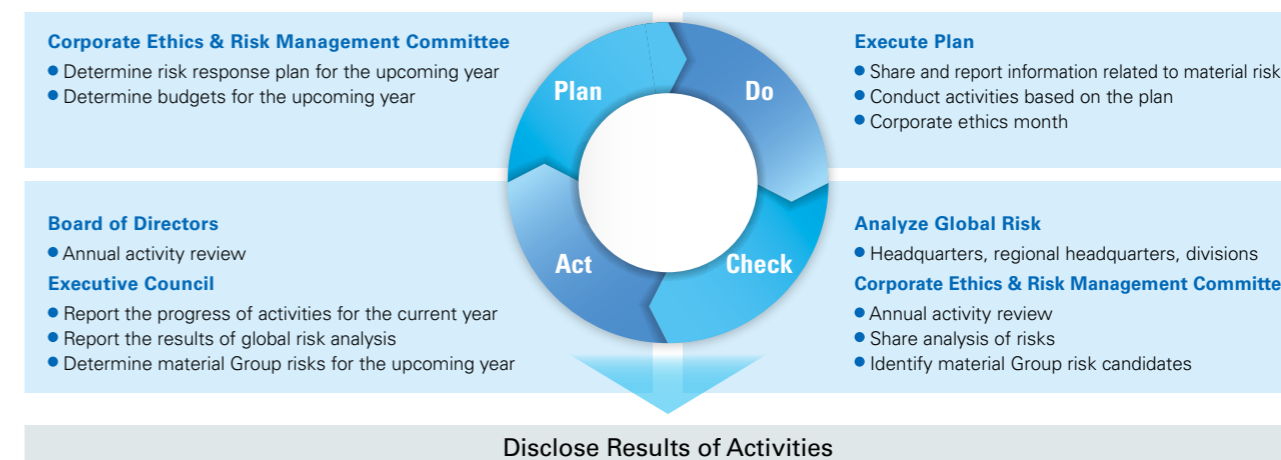 Corporate Ethics & Risk Management Committee
● Determine risk response plan for the upcoming year
● Determine budgets for the upcoming year
Plan
Do
Execute Plan
● Share and report information related to material risk
● Conduct activities based on the plan
● Corporate ethics month
Board of Directors
● Annual activity review
Executive Council
● Report the progress of activities for the current year
● Report the results of global risk analysis
● Determine material Group risks for the upcoming year
Act
Check
Analyze Global Risk
● Headquarters, regional headquarters, divisions
Corporate Ethics & Risk Management Committe
● Annual activity review
● Share analysis of risks
● Identify material Group risk candidates
Disclose Results of Activities